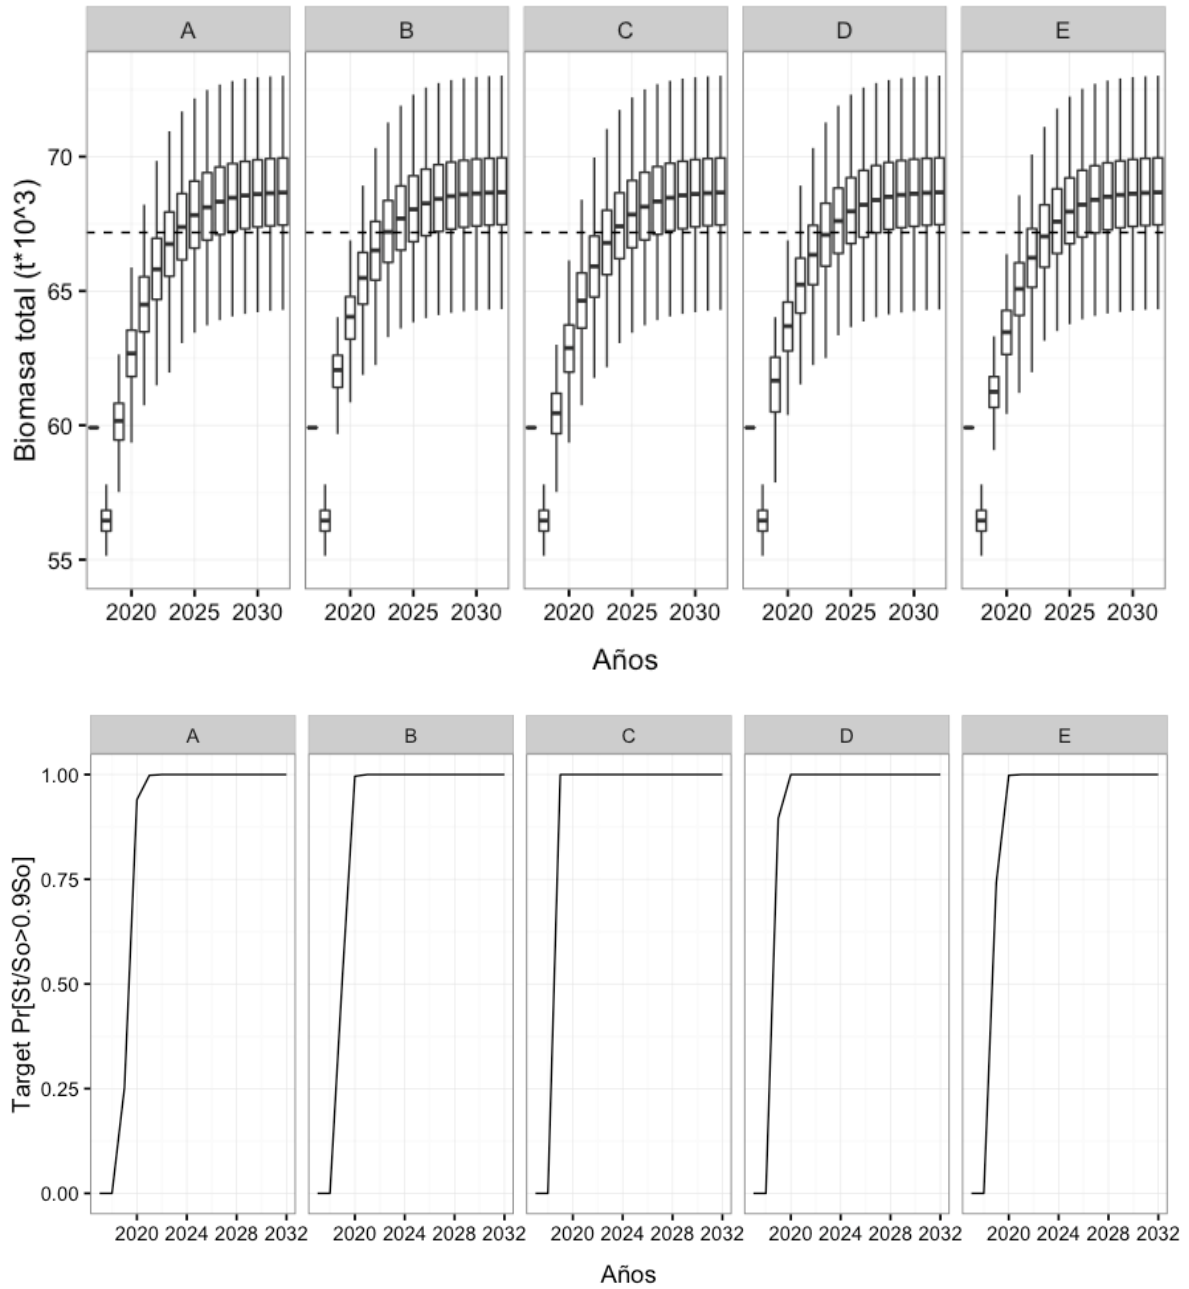 A B C D E
Biomasa total (t*10^3)
70
65
60
55
2020 2025 2030 2020 2025 2030 2020 2025 2030 2020 2025 2030 2020 2025 2030
Años
A B C D E
Target Pr[St/So>0.9So]
1.00
0.75
0.50
0.25
0.00
2020 2024 2028 2032 2020 2024 2028 2032 2020 2024 2028 2032 2020 2024 2028 2032 2020 2024 2028 2032
Años